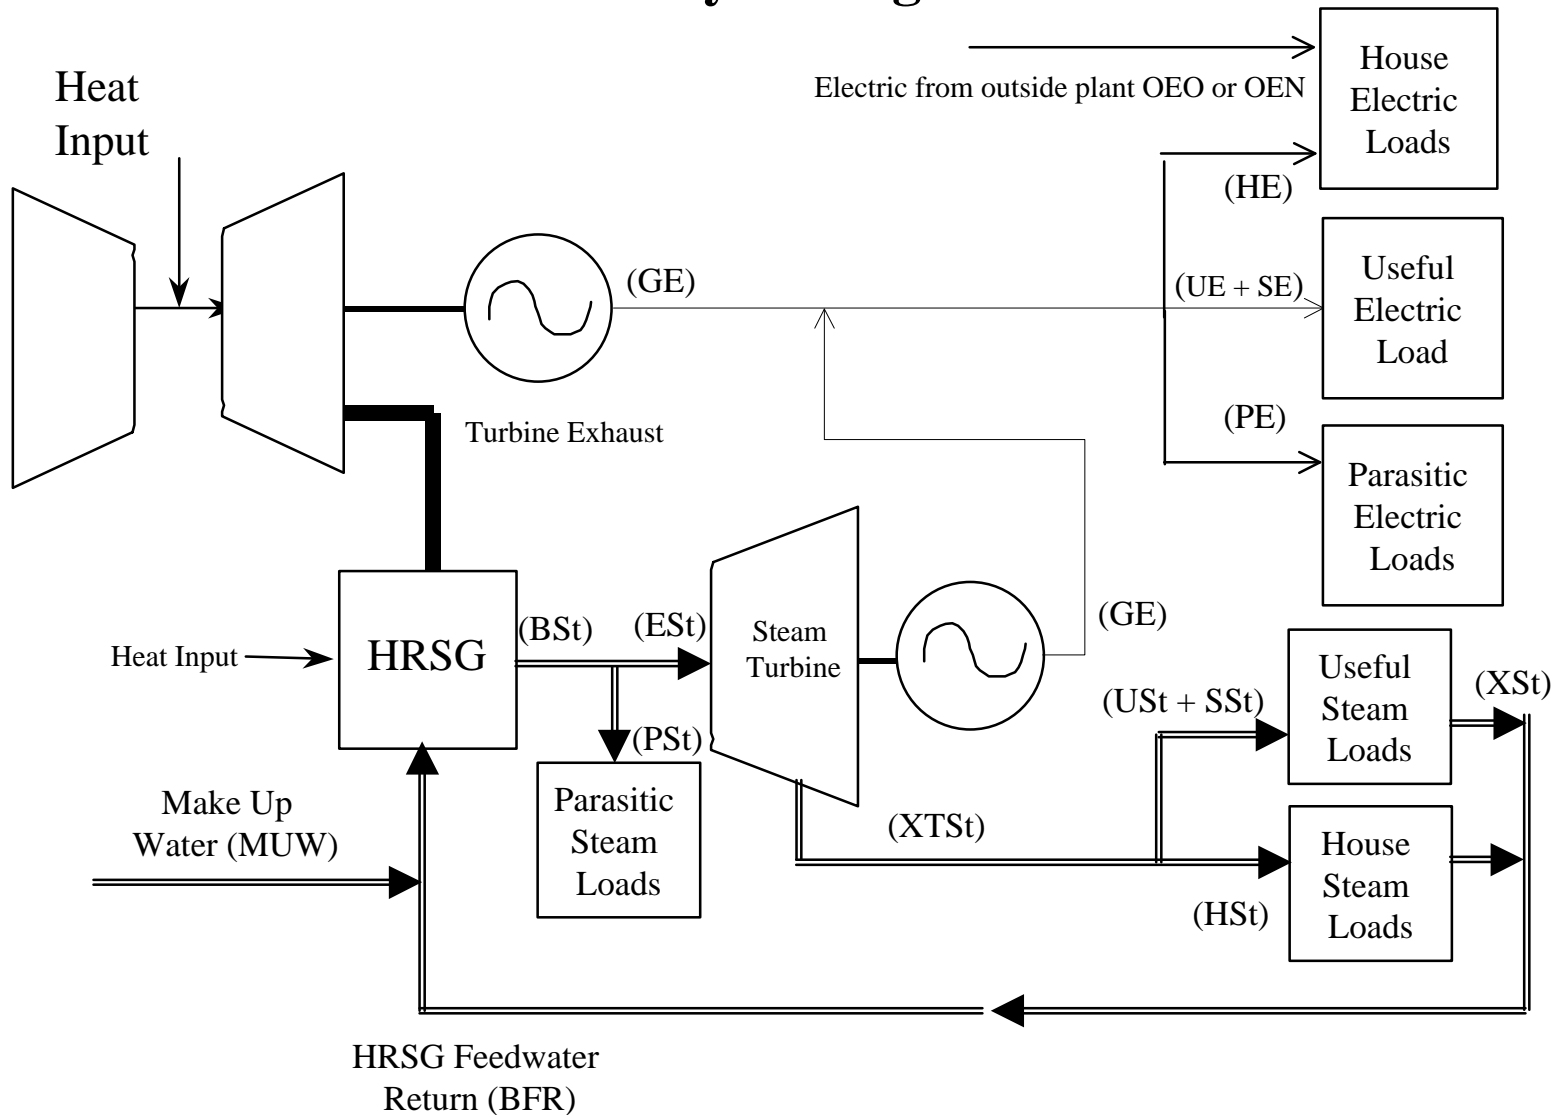 Heat
Input
Electric from outside plant OEO or OEN
House
Electric
Loads
(HE)
(GE)
(UE + SE)
Useful
Electric
Load
(PE)
Parasitic
Electric
Loads
Turbine Exhaust
Heat Input
HRSG
(BSt)
(ESt)
Steam
Turbine
(GE)
(PSt)
Parasitic
Steam
Loads
(USt + SSt)
Useful
Steam
Loads
(XSt)
(XTSt)
(HSt)
House
Steam
Loads
Make Up
Water (MUW)
HRSG Feedwater
Return (BFR)